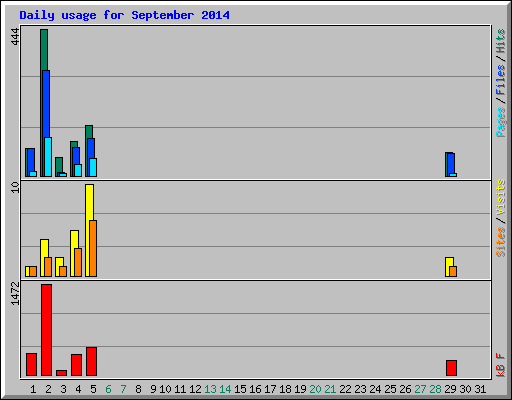 Daily usage for September 2014
444
Pages/Files/Hits
10
Sites/Visits
1472
kB F
1 2 3 4 5 6 7 8 9 10 11 12 13 14 15 16 17 18 19 20 21 22 23 24 25 26 27 28 29 30 31